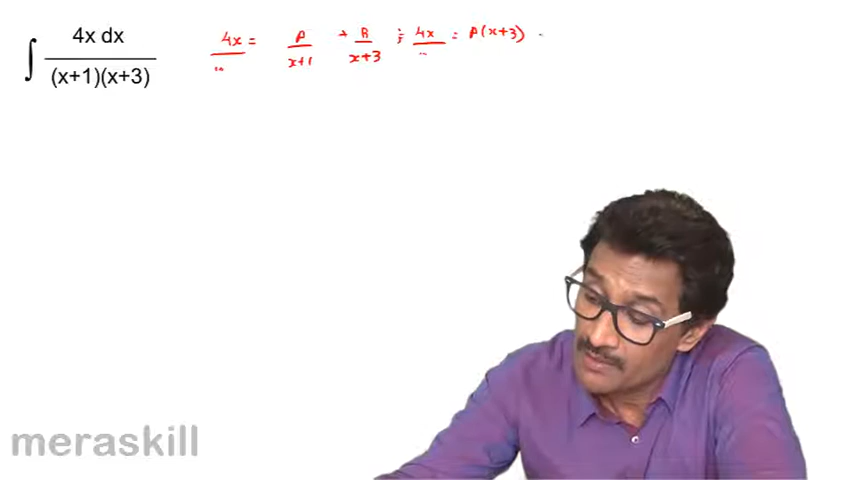 ∫ 4x dx / (x+1)(x+3)
4x/" = A/x+1 + B/x+3 ; 4x/" = A(x+3)
meraskill